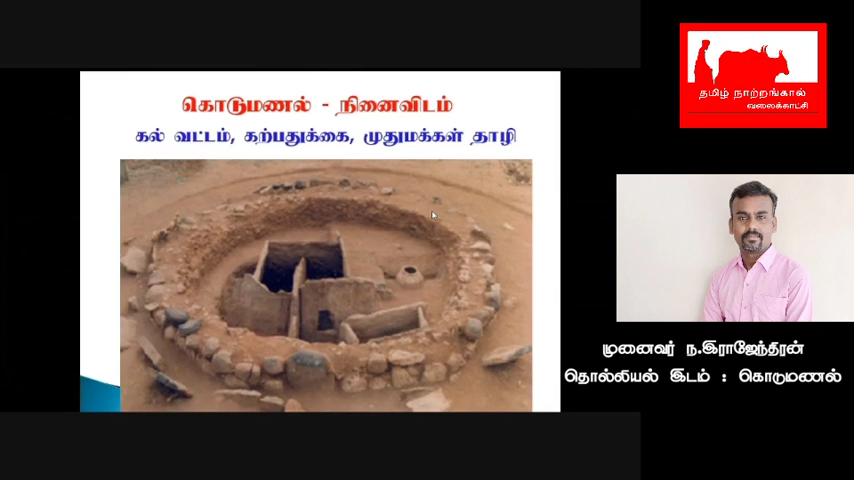 கொடுமணல் - நினைவிடம்
கல் வட்டம், கற்பதுக்கை, முதுமக்கள் தாழி
தமிழ் நாற்றங்கால்
வலைக்காட்சி
முனைவர் ந.இராஜேந்திரன்
தொல்லியல் இடம் : கொடுமணல்